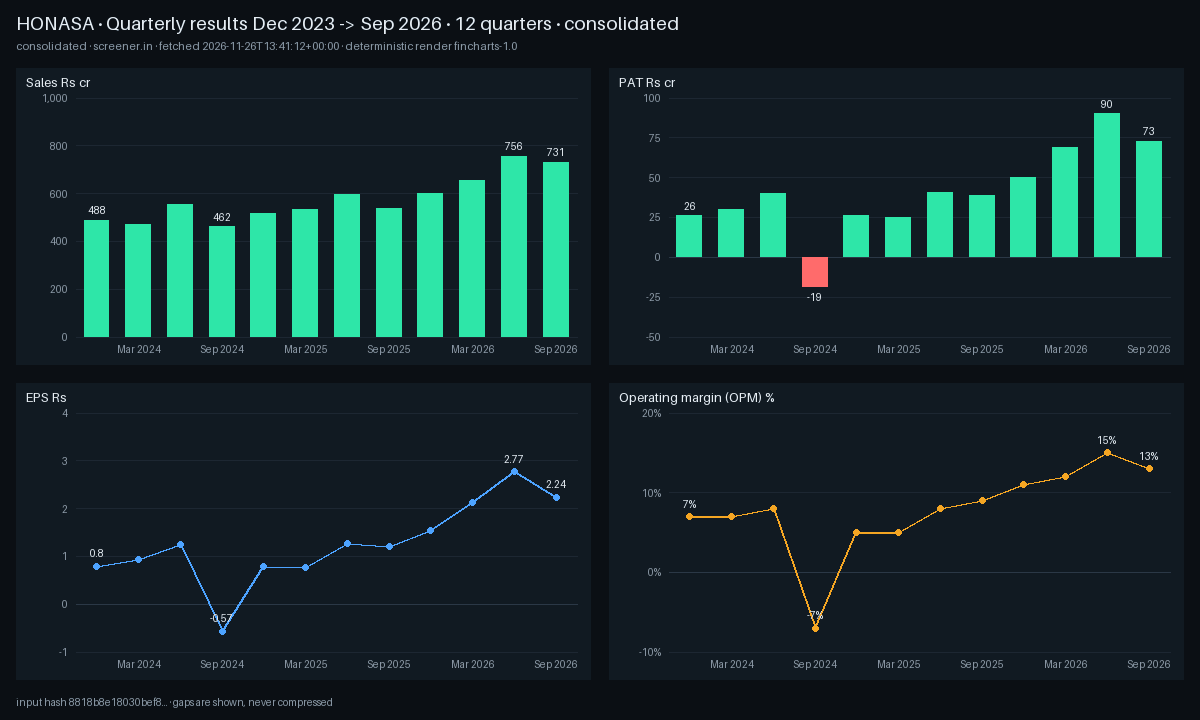 HONASA · Quarterly results Dec 2023 -> Sep 2026 · 12 quarters · consolidated
consolidated · screener.in · fetched 2026-11-26T13:41:12+00:00 · deterministic render fincharts-1.0
Sales Rs cr
1,000
800
600
400
200
0
488
462
756
731
Mar 2024
Sep 2024
Mar 2025
Sep 2025
Mar 2026
Sep 2026
PAT Rs cr
100
75
50
25
0
-25
-50
26
-19
90
73
Mar 2024
Sep 2024
Mar 2025
Sep 2025
Mar 2026
Sep 2026
EPS Rs
4
3
2
1
0
-1
0.8
-0.57
2.77
2.24
Mar 2024
Sep 2024
Mar 2025
Sep 2025
Mar 2026
Sep 2026
Operating margin (OPM) %
20%
10%
0%
-10%
7%
-7%
15%
13%
Mar 2024
Sep 2024
Mar 2025
Sep 2025
Mar 2026
Sep 2026
input hash 8818b8e18030bef8… · gaps are shown, never compressed